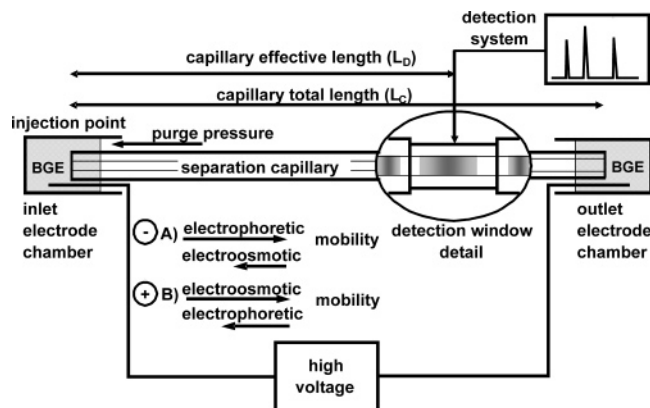 detection
system
capillary effective length (LD)
capillary total length (LC)
injection point
purge pressure
BGE
separation capillary
BGE
inlet
electrode
chamber
detection window
detail
outlet
electrode
chamber
- A) electrophoretic
mobility
electroosmotic
+ B) electroosmotic
mobility
electrophoretic
high
voltage